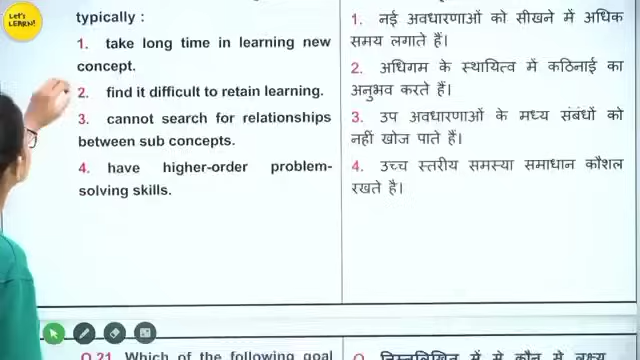 Let's
LEARN!
typically :
1. take long time in learning new
concept.
2. find it difficult to retain learning.
3. cannot search for relationships
between sub concepts.
4. have higher-order problem-
solving skills.
1. नई अवधारणाओं को सीखने में अधिक
समय लगाते हैं।
2. अधिगम के स्थायित्व में कठिनाई का
अनुभव करते हैं।
3. उप अवधारणाओं के मध्य संबंधों को
नहीं खोज पाते हैं।
4. उच्च स्तरीय समस्या समाधान कौशल
रखते है।
Q.21 Which of the following goal
Q. निम्नलिखित में से कौन से लक्ष्य